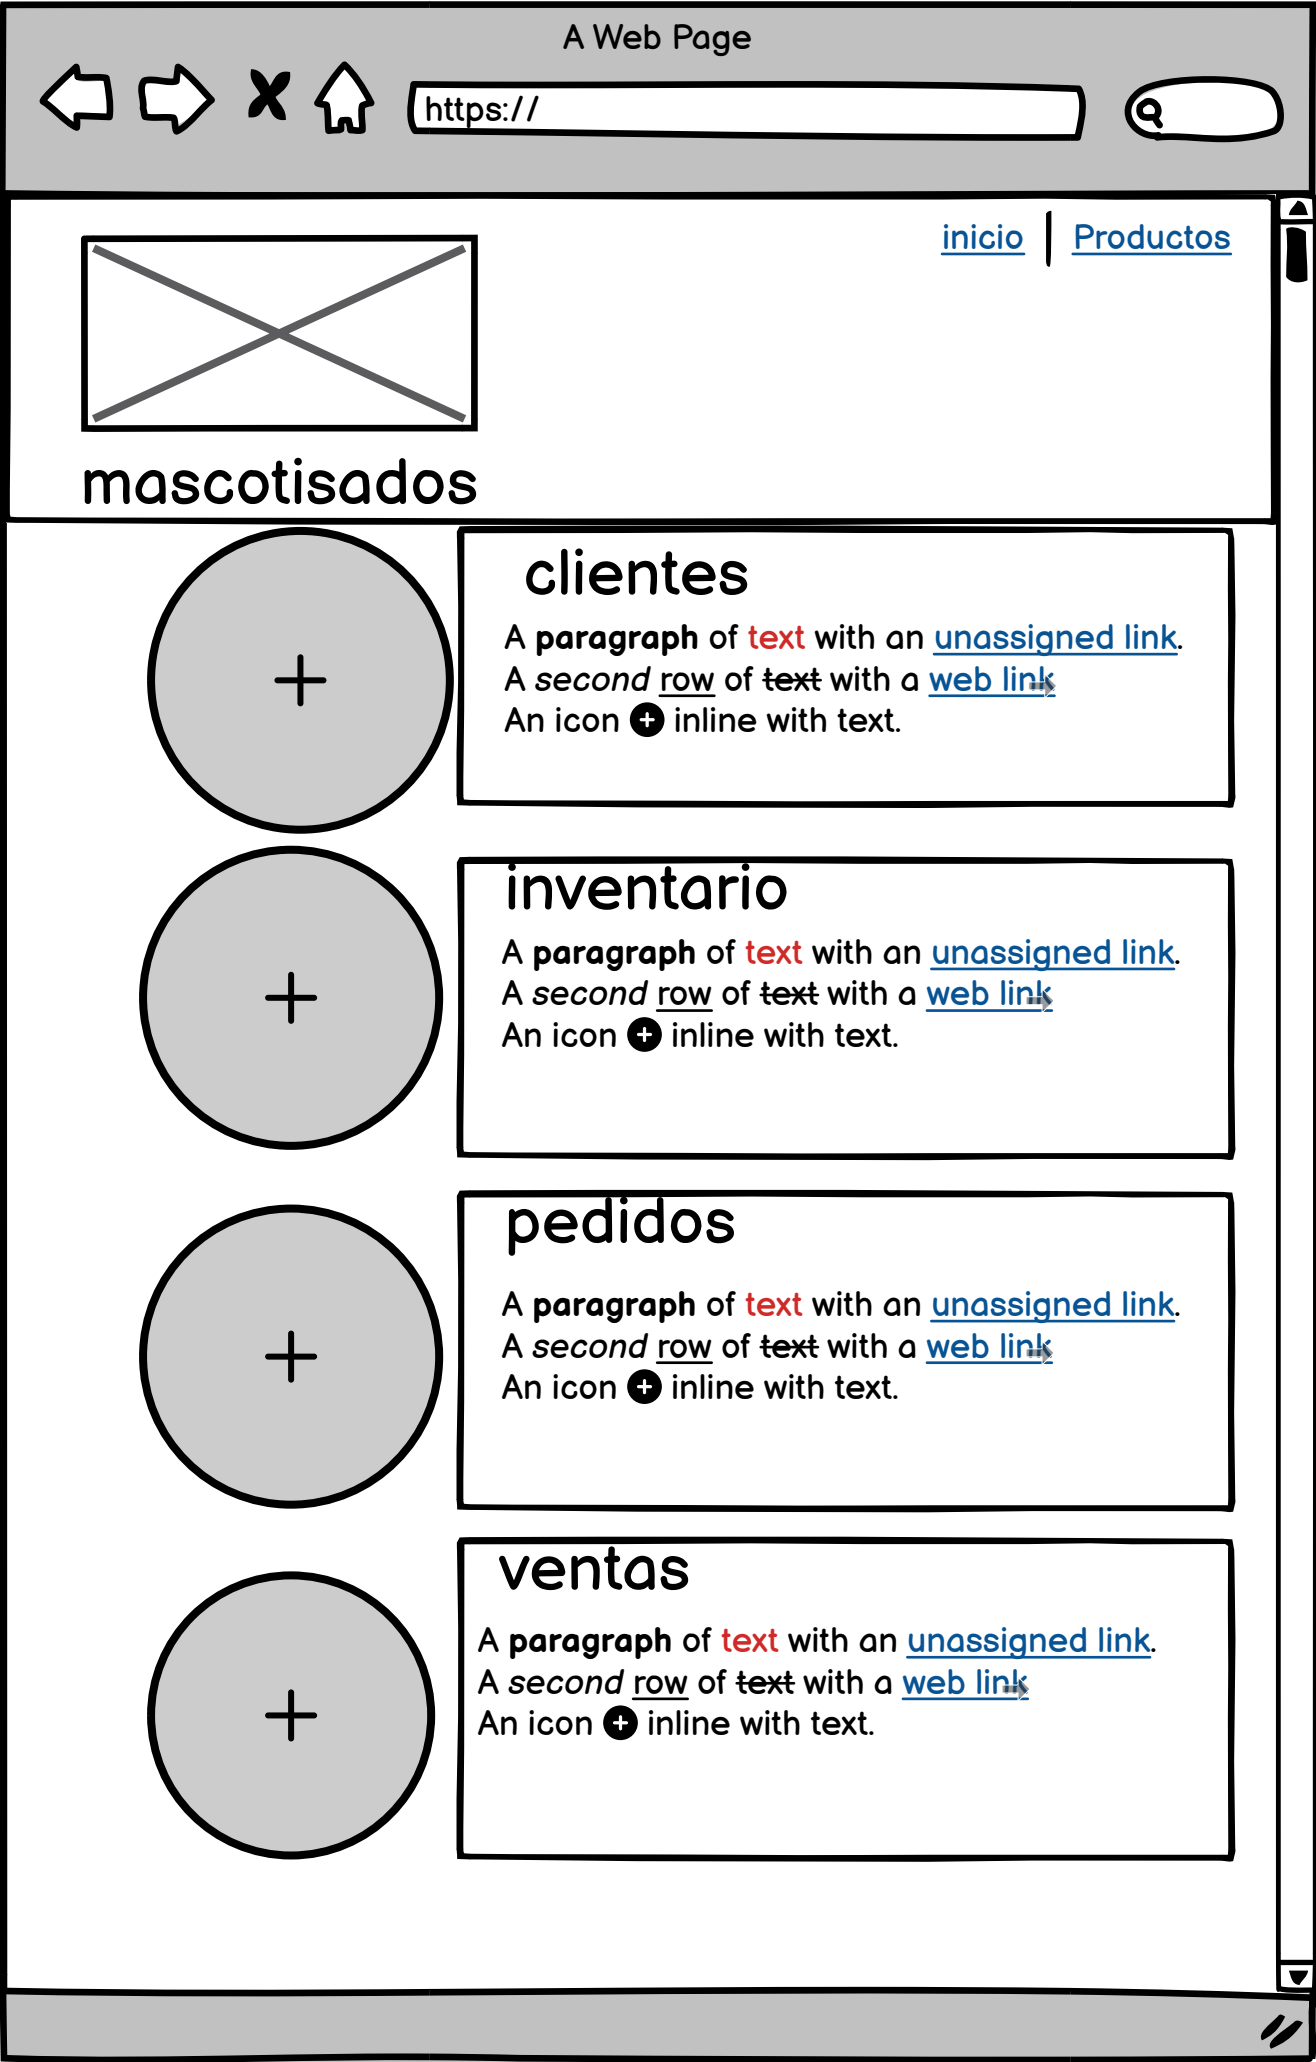 A Web Page
https://
inicio | Productos
mascotisados
clientes
A paragraph of text with an unassigned link.
A second row of text with a web link
An icon inline with text.
inventario
A paragraph of text with an unassigned link.
A second row of text with a web link
An icon inline with text.
pedidos
A paragraph of text with an unassigned link.
A second row of text with a web link
An icon inline with text.
ventas
A paragraph of text with an unassigned link.
A second row of text with a web link
An icon inline with text.